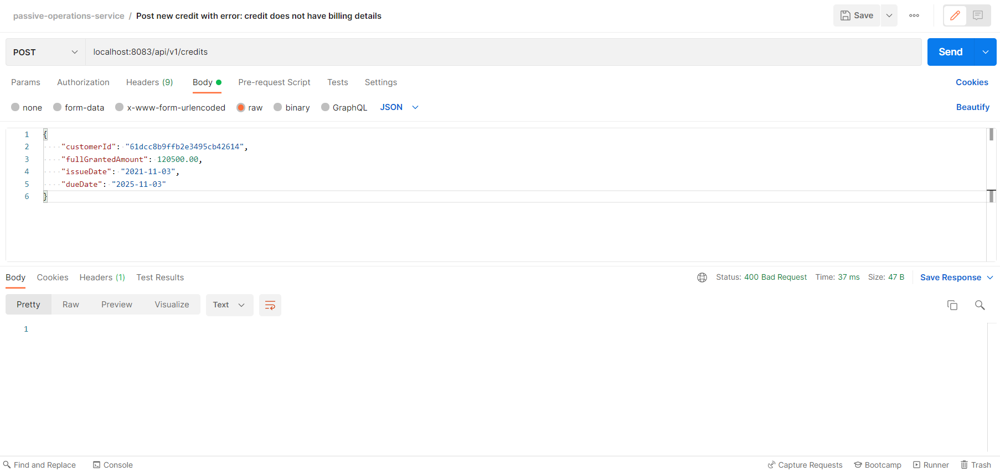 passive-operations-service / Post new credit with error: credit does not have billing details
Save
POST
localhost:8083/api/v1/credits
Send
Params Authorization Headers (9) Body Pre-request Script Tests Settings Cookies
none form-data x-www-form-urlencoded raw binary GraphQL JSON Beautify
1 {
2 "customerId": "61dcc8b9ffb2e3495cb42614",
3 "fullGrantedAmount": 120500.00,
4 "issueDate": "2021-11-03",
5 "dueDate": "2025-11-03"
6 }
Body Cookies Headers (1) Test Results Status: 400 Bad Request Time: 37 ms Size: 47 B Save Response
Pretty Raw Preview Visualize Text
1
Find and Replace Console Capture Requests Bootcamp Runner Trash